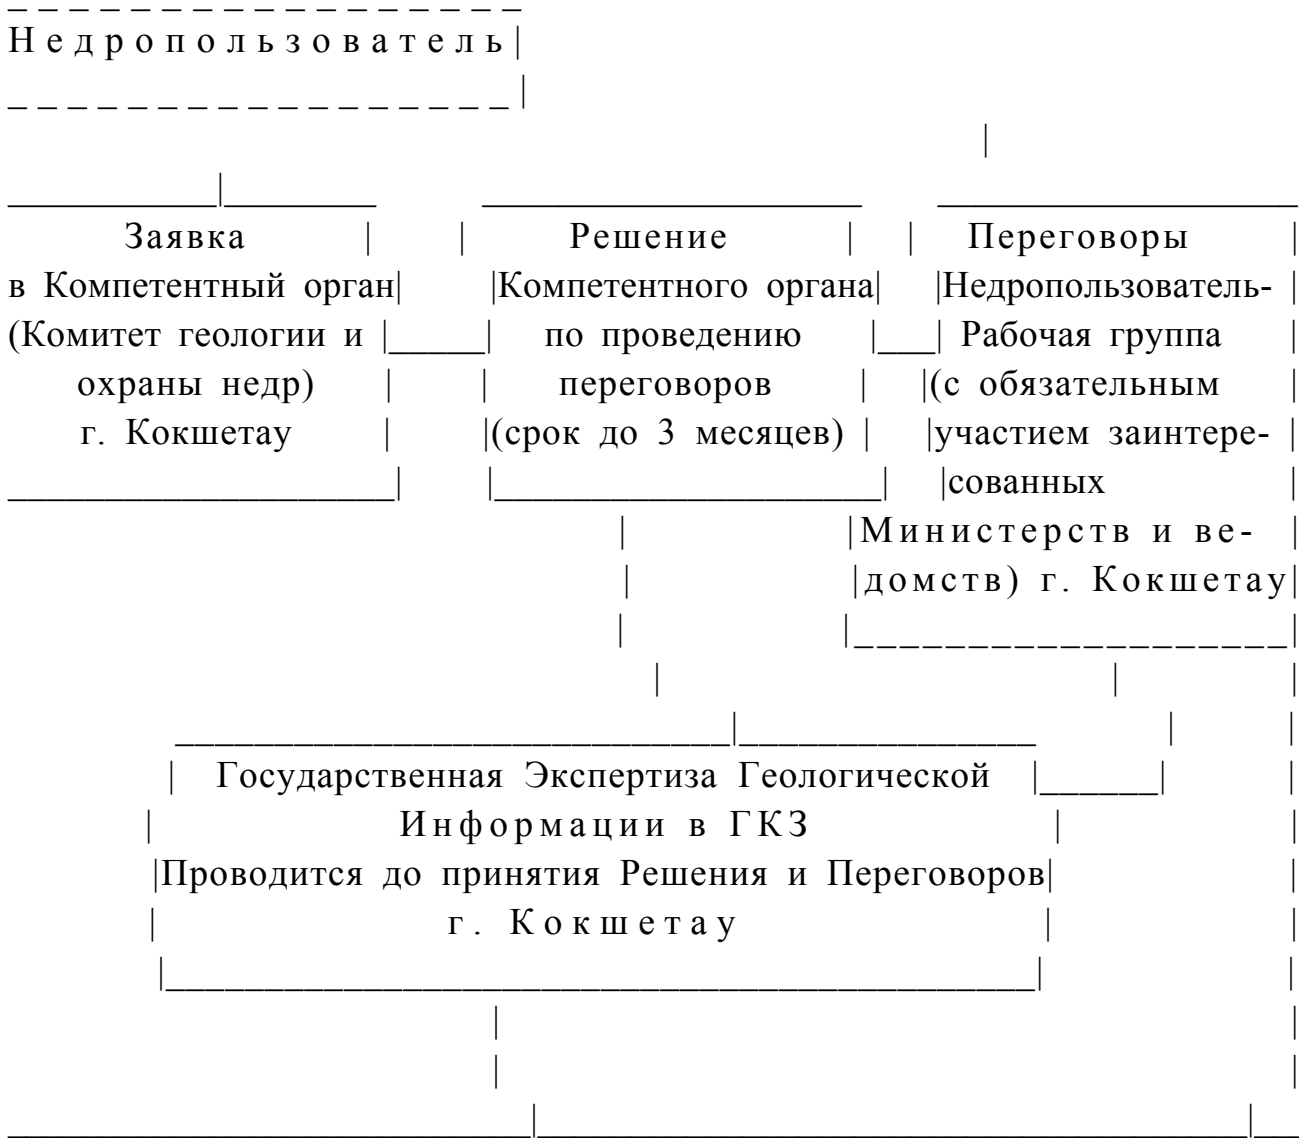 Недропользователь
Заявка Решение Переговоры
в Компетентный орган Компетентного органа Недропользователь-
(Комитет геологии и по проведению Рабочая группа
охраны недр) переговоров (с обязательным
г. Кокшетау (срок до 3 месяцев) участием заинтере-
сованных
Министерств и ве-
домств) г. Кокшетау
Государственная Экспертиза Геологической
Информации в ГКЗ
Проводится до принятия Решения и Переговоров
г. Кокшетау